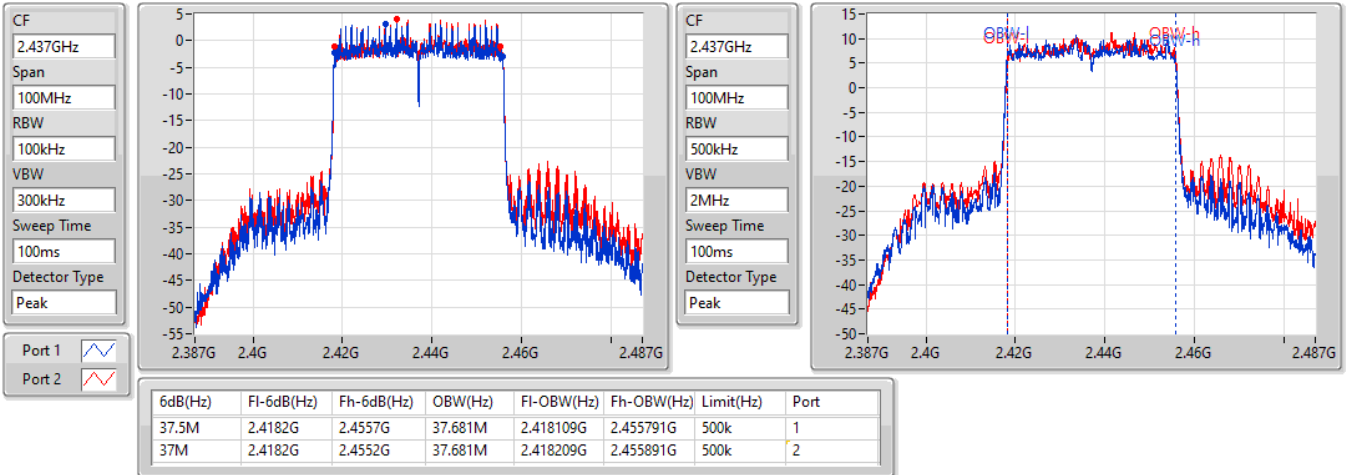 CF
2.437GHz
Span
100MHz
RBW
100kHz
VBW
300kHz
Sweep Time
100ms
Detector Type
Peak
Port 1
Port 2
5
0
-5
-10
-15
-20
-25
-30
-35
-40
-45
-50
-55
2.387G 2.4G 2.42G 2.44G 2.46G 2.487G
CF
2.437GHz
Span
100MHz
RBW
500kHz
VBW
2MHz
Sweep Time
100ms
Detector Type
Peak
15
10
5
0
-5
-10
-15
-20
-25
-30
-35
-40
-45
-50
OBW-l
OBW-l
OBW-h
OBW-h
2.387G 2.4G 2.42G 2.44G 2.46G 2.487G
6dB(Hz) Fl-6dB(Hz) Fh-6dB(Hz) OBW(Hz) Fl-OBW(Hz) Fh-OBW(Hz) Limit(Hz) Port
37.5M 2.4182G 2.4557G 37.681M 2.418109G 2.455791G 500k 1
37M 2.4182G 2.4552G 37.681M 2.418209G 2.455891G 500k 2